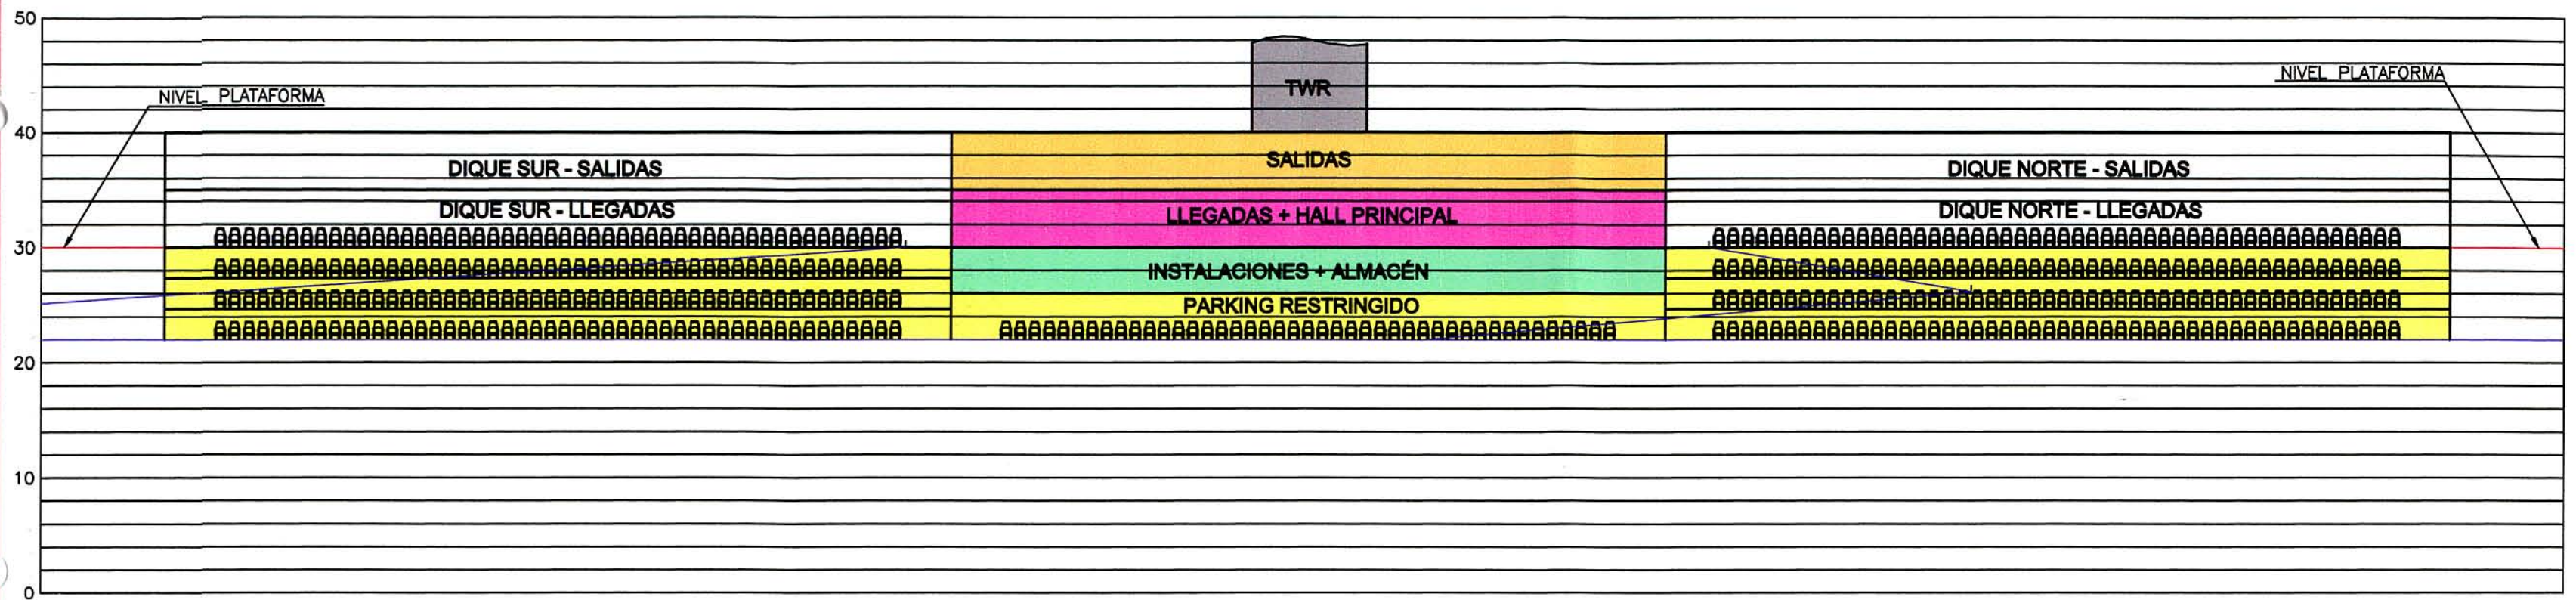 50
NIVEL PLATAFORMA
TWR
NIVEL PLATAFORMA
40
DIQUE SUR - SALIDAS
SALIDAS
DIQUE NORTE - SALIDAS
DIQUE SUR - LLEGADAS
LLEGADAS + HALL PRINCIPAL
DIQUE NORTE - LLEGADAS
30
INSTALACIONES + ALMACÉN
PARKING RESTRINGIDO
20
10
0